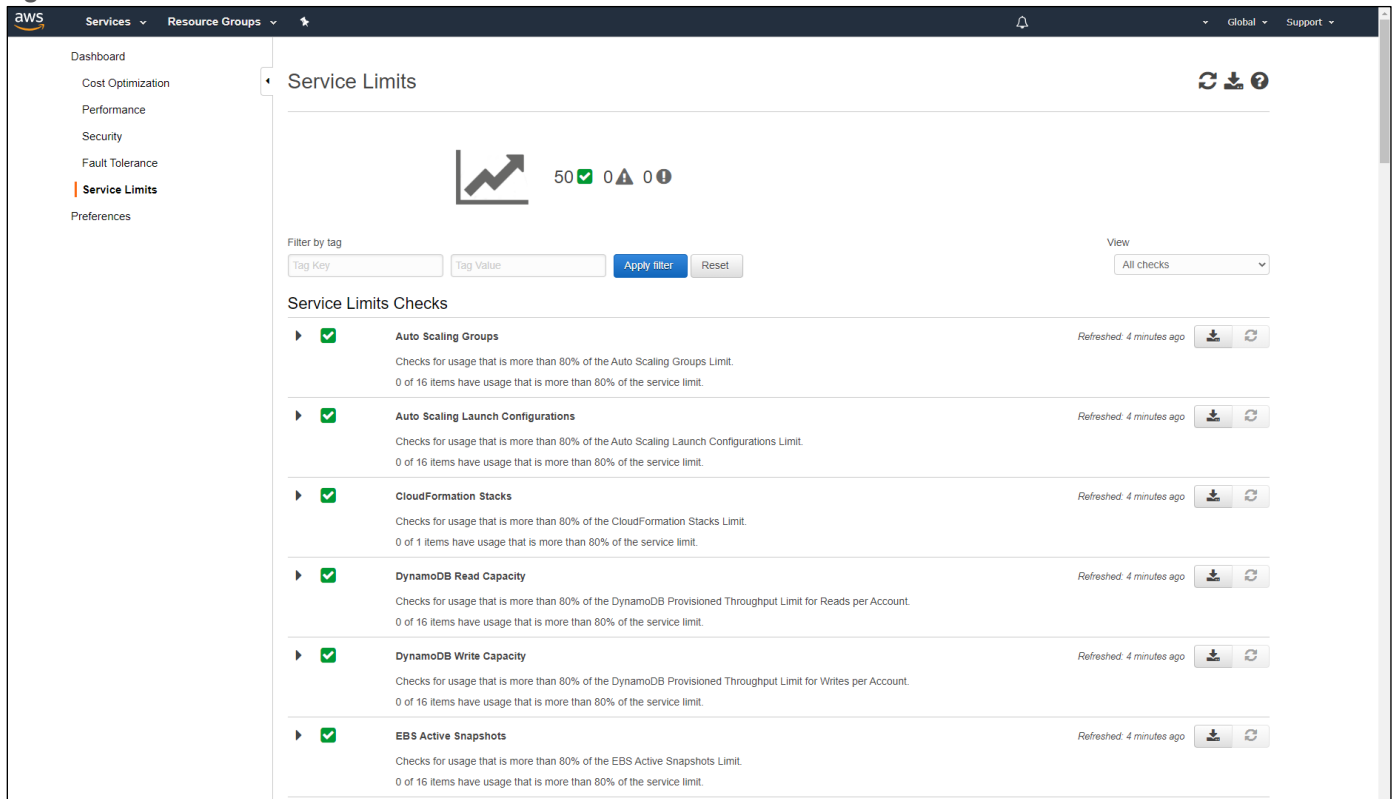 aws
Services
Resource Groups
Global
Support
Dashboard
Cost Optimization
Performance
Security
Fault Tolerance
Service Limits
Preferences
Service Limits
50 0 0
Filter by tag
View
Tag Key
Tag Value
Apply filter
Reset
All checks
Service Limits Checks
Auto Scaling Groups
Refreshed: 4 minutes ago
Checks for usage that is more than 80% of the Auto Scaling Groups Limit.
0 of 16 items have usage that is more than 80% of the service limit.
Auto Scaling Launch Configurations
Refreshed: 4 minutes ago
Checks for usage that is more than 80% of the Auto Scaling Launch Configurations Limit.
0 of 16 items have usage that is more than 80% of the service limit.
CloudFormation Stacks
Refreshed: 4 minutes ago
Checks for usage that is more than 80% of the CloudFormation Stacks Limit.
0 of 1 items have usage that is more than 80% of the service limit.
DynamoDB Read Capacity
Refreshed: 4 minutes ago
Checks for usage that is more than 80% of the DynamoDB Provisioned Throughput Limit for Reads per Account.
0 of 16 items have usage that is more than 80% of the service limit.
DynamoDB Write Capacity
Refreshed: 4 minutes ago
Checks for usage that is more than 80% of the DynamoDB Provisioned Throughput Limit for Writes per Account.
0 of 16 items have usage that is more than 80% of the service limit.
EBS Active Snapshots
Refreshed: 4 minutes ago
Checks for usage that is more than 80% of the EBS Active Snapshots Limit.
0 of 16 items have usage that is more than 80% of the service limit.